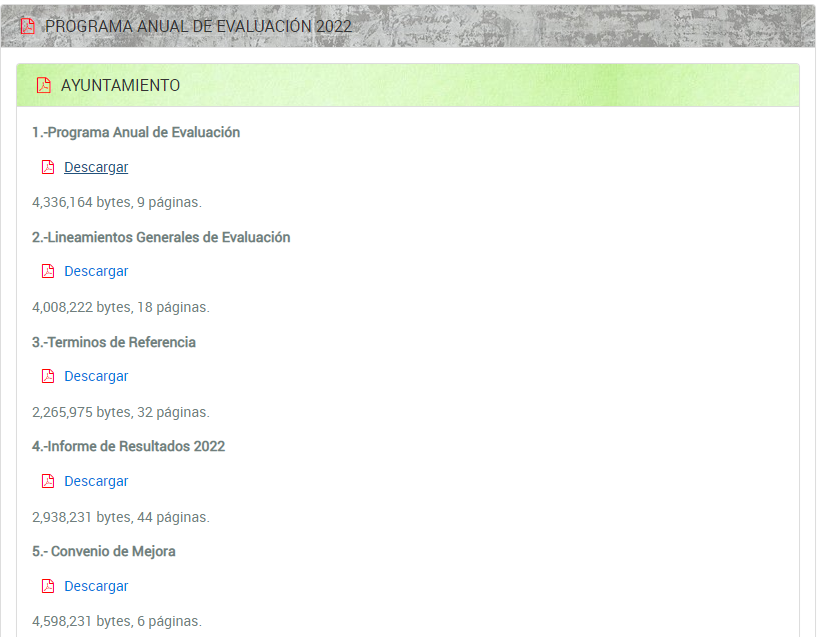 PROGRAMA ANUAL DE EVALUACIÓN 2022
AYUNTAMIENTO
1.-Programa Anual de Evaluación
Descargar
4,336,164 bytes, 9 páginas.
2.-Lineamientos Generales de Evaluación
Descargar
4,008,222 bytes, 18 páginas.
3.-Terminos de Referencia
Descargar
2,265,975 bytes, 32 páginas.
4.-Informe de Resultados 2022
Descargar
2,938,231 bytes, 44 páginas.
5.- Convenio de Mejora
Descargar
4,598,231 bytes, 6 páginas.